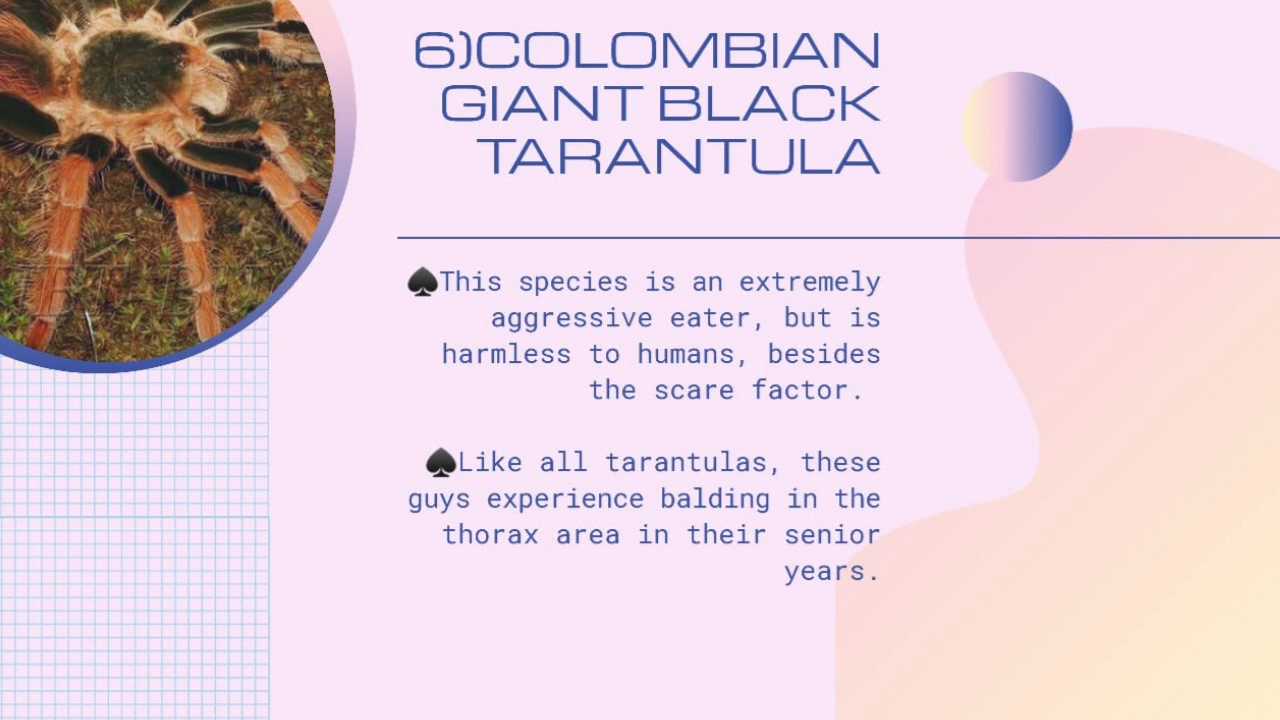 6)COLOMBIAN
GIANT BLACK
TARANTULA
♠This species is an extremely
aggressive eater, but is
harmless to humans, besides
the scare factor.
♠Like all tarantulas, these
guys experience balding in the
thorax area in their senior
years.